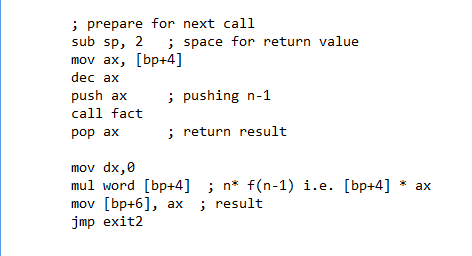 ; prepare for next call
sub sp, 2   ; space for return value
mov ax, [bp+4]
dec ax
push ax     ; pushing n-1
call fact
pop ax      ; return result
mov dx,0
mul word [bp+4]  ; n* f(n-1) i.e. [bp+4] * ax
mov [bp+6], ax  ; result
jmp exit2